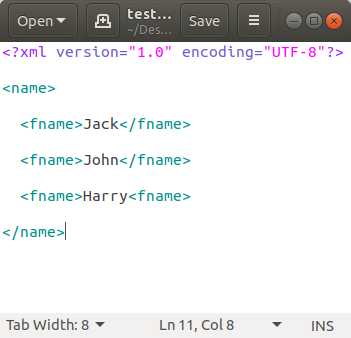 Open
test...
~/Des...
Save
<?xml version="1.0" encoding="UTF-8"?>
<name>
<fname>Jack</fname>
<fname>John</fname>
<fname>Harry<fname>
</name>
Tab Width: 8
Ln 11, Col 8
INS